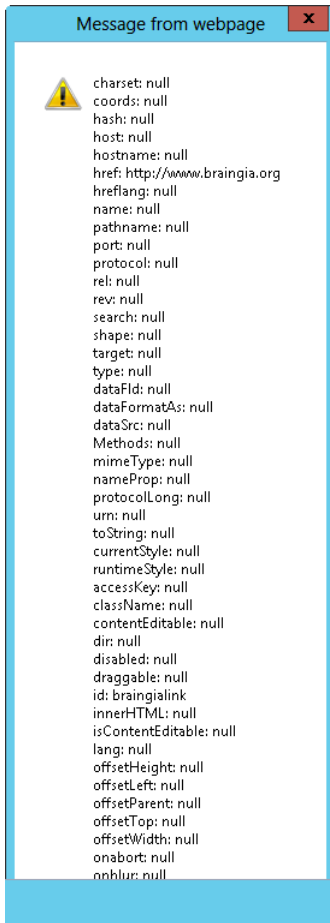 Message from webpage
x
charset: null
coords: null
hash: null
host: null
hostname: null
href: http://www.braingia.org
hreflang: null
name: null
pathname: null
port: null
protocol: null
rel: null
rev: null
search: null
shape: null
target: null
type: null
dataFld: null
dataFormatAs: null
dataSrc: null
Methods: null
mimeType: null
nameProp: null
protocolLong: null
urn: null
toString: null
currentStyle: null
runtimeStyle: null
accessKey: null
className: null
contentEditable: null
dir: null
disabled: null
draggable: null
id: braingialink
innerHTML: null
isContentEditable: null
lang: null
offsetHeight: null
offsetLeft: null
offsetParent: null
offsetTop: null
offsetWidth: null
onabort: null
onblur: null